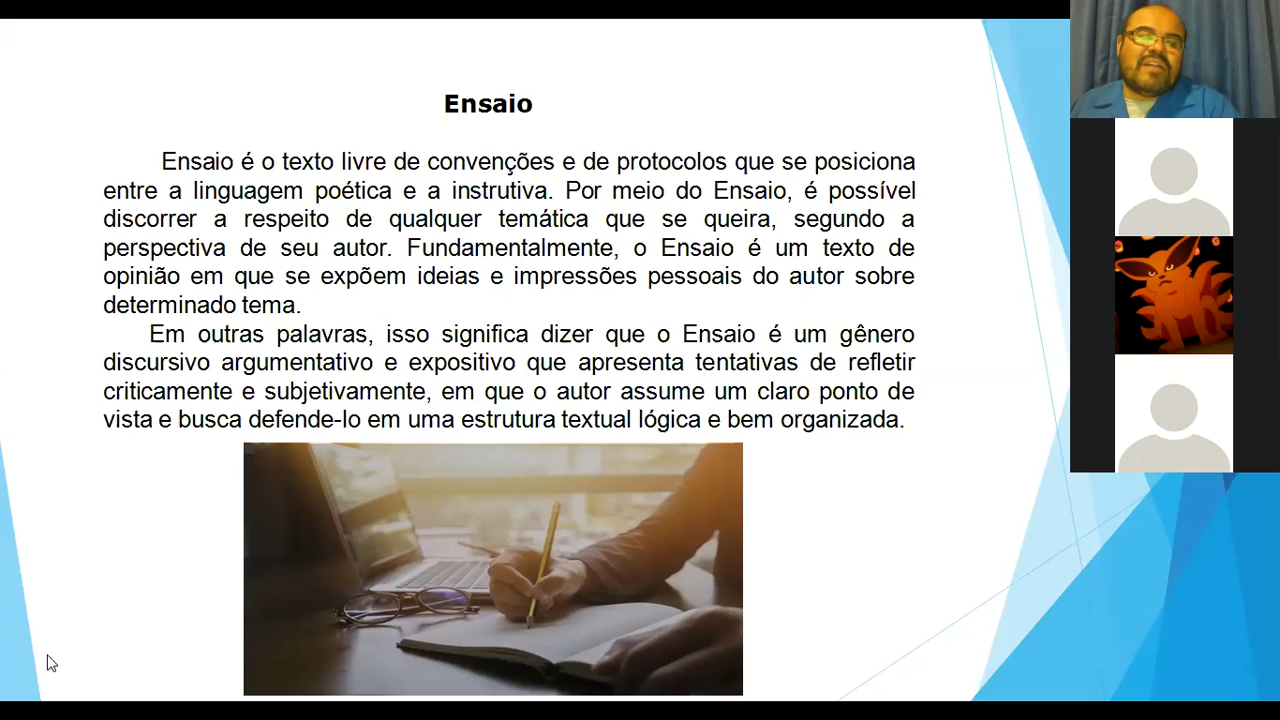 Ensaio
Ensaio é o texto livre de convenções e de protocolos que se posiciona
entre a linguagem poética e a instrutiva. Por meio do Ensaio, é possível
discorrer a respeito de qualquer temática que se queira, segundo a
perspectiva de seu autor. Fundamentalmente, o Ensaio é um texto de
opinião em que se expõem ideias e impressões pessoais do autor sobre
determinado tema.
Em outras palavras, isso significa dizer que o Ensaio é um gênero
discursivo argumentativo e expositivo que apresenta tentativas de refletir
criticamente e subjetivamente, em que o autor assume um claro ponto de
vista e busca defende-lo em uma estrutura textual lógica e bem organizada.